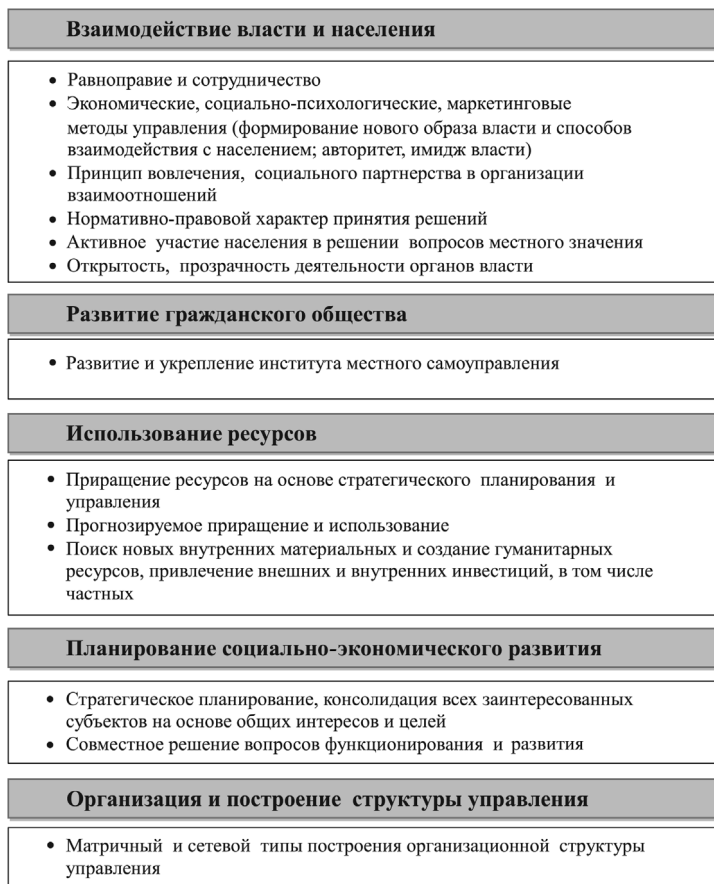 Взаимодействие власти и населения
• Равноправие и сотрудничество
• Экономические, социально-психологические, маркетинговые
методы управления (формирование нового образа власти и способов
взаимодействия с населением; авторитет, имидж власти)
• Принцип вовлечения, социального партнерства в организации
взаимоотношений
• Нормативно-правовой характер принятия решений
• Активное участие населения в решении вопросов местного значения
• Открытость, прозрачность деятельности органов власти
Развитие гражданского общества
• Развитие и укрепление института местного самоуправления
Использование ресурсов
• Приращение ресурсов на основе стратегического планирования и
управления
• Прогнозируемое приращение и использование
• Поиск новых внутренних материальных и создание гуманитарных
ресурсов, привлечение внешних и внутренних инвестиций, в том числе
частных
Планирование социально-экономического развития
• Стратегическое планирование, консолидация всех заинтересованных
субъектов на основе общих интересов и целей
• Совместное решение вопросов функционирования и развития
Организация и построение структуры управления
• Матричный и сетевой типы построения организационной структуры
управления